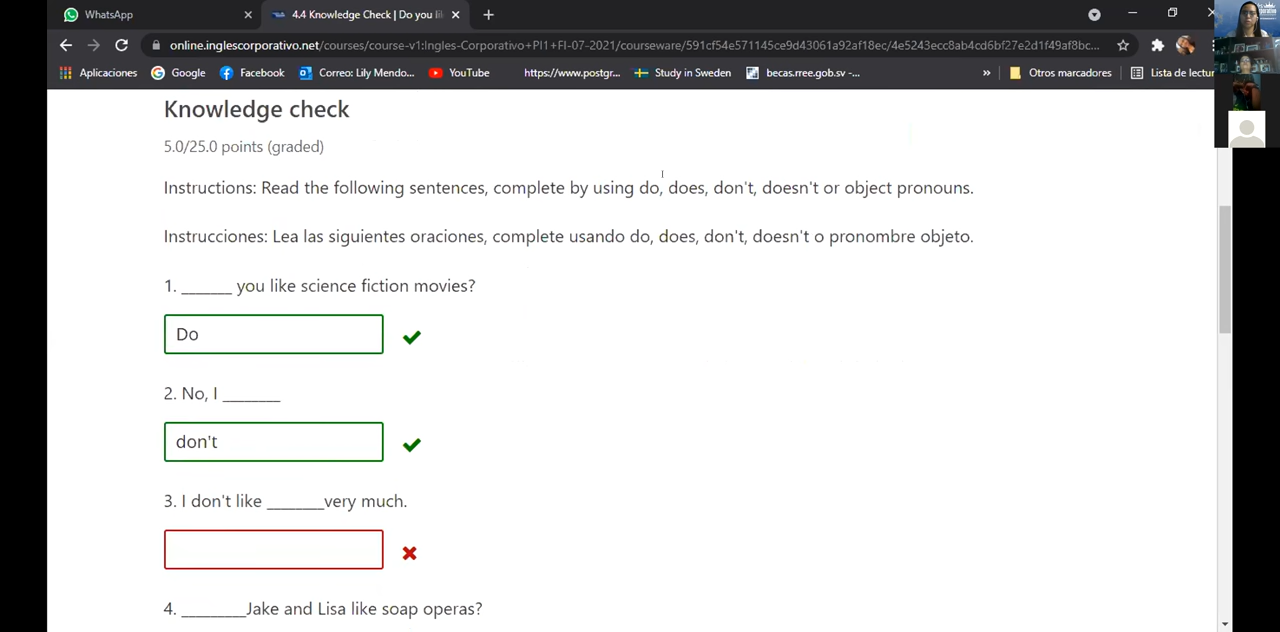 WhatsApp
4.4 Knowledge Check | Do you li
online.inglescorporativo.net/courses/course-v1:Ingles-Corporativo+PI1+FI-07-2021/courseware/591cf54e571145ce9d43061a92af18ec/4e5243ecc8ab4cd6bf27e2d1f49af8bc...
Aplicaciones Google Facebook Correo: Lily Mendo... YouTube https://www.postgr... Study in Sweden becas.rree.gob.sv -... » Otros marcadores Lista de lectur
Knowledge check
5.0/25.0 points (graded)
Instructions: Read the following sentences, complete by using do, does, don't, doesn't or object pronouns.
Instrucciones: Lea las siguientes oraciones, complete usando do, does, don't, doesn't o pronombre objeto.
1. ______ you like science fiction movies?
Do
2. No, I _______
don't
3. I don't like _______very much.
4. ________Jake and Lisa like soap operas?